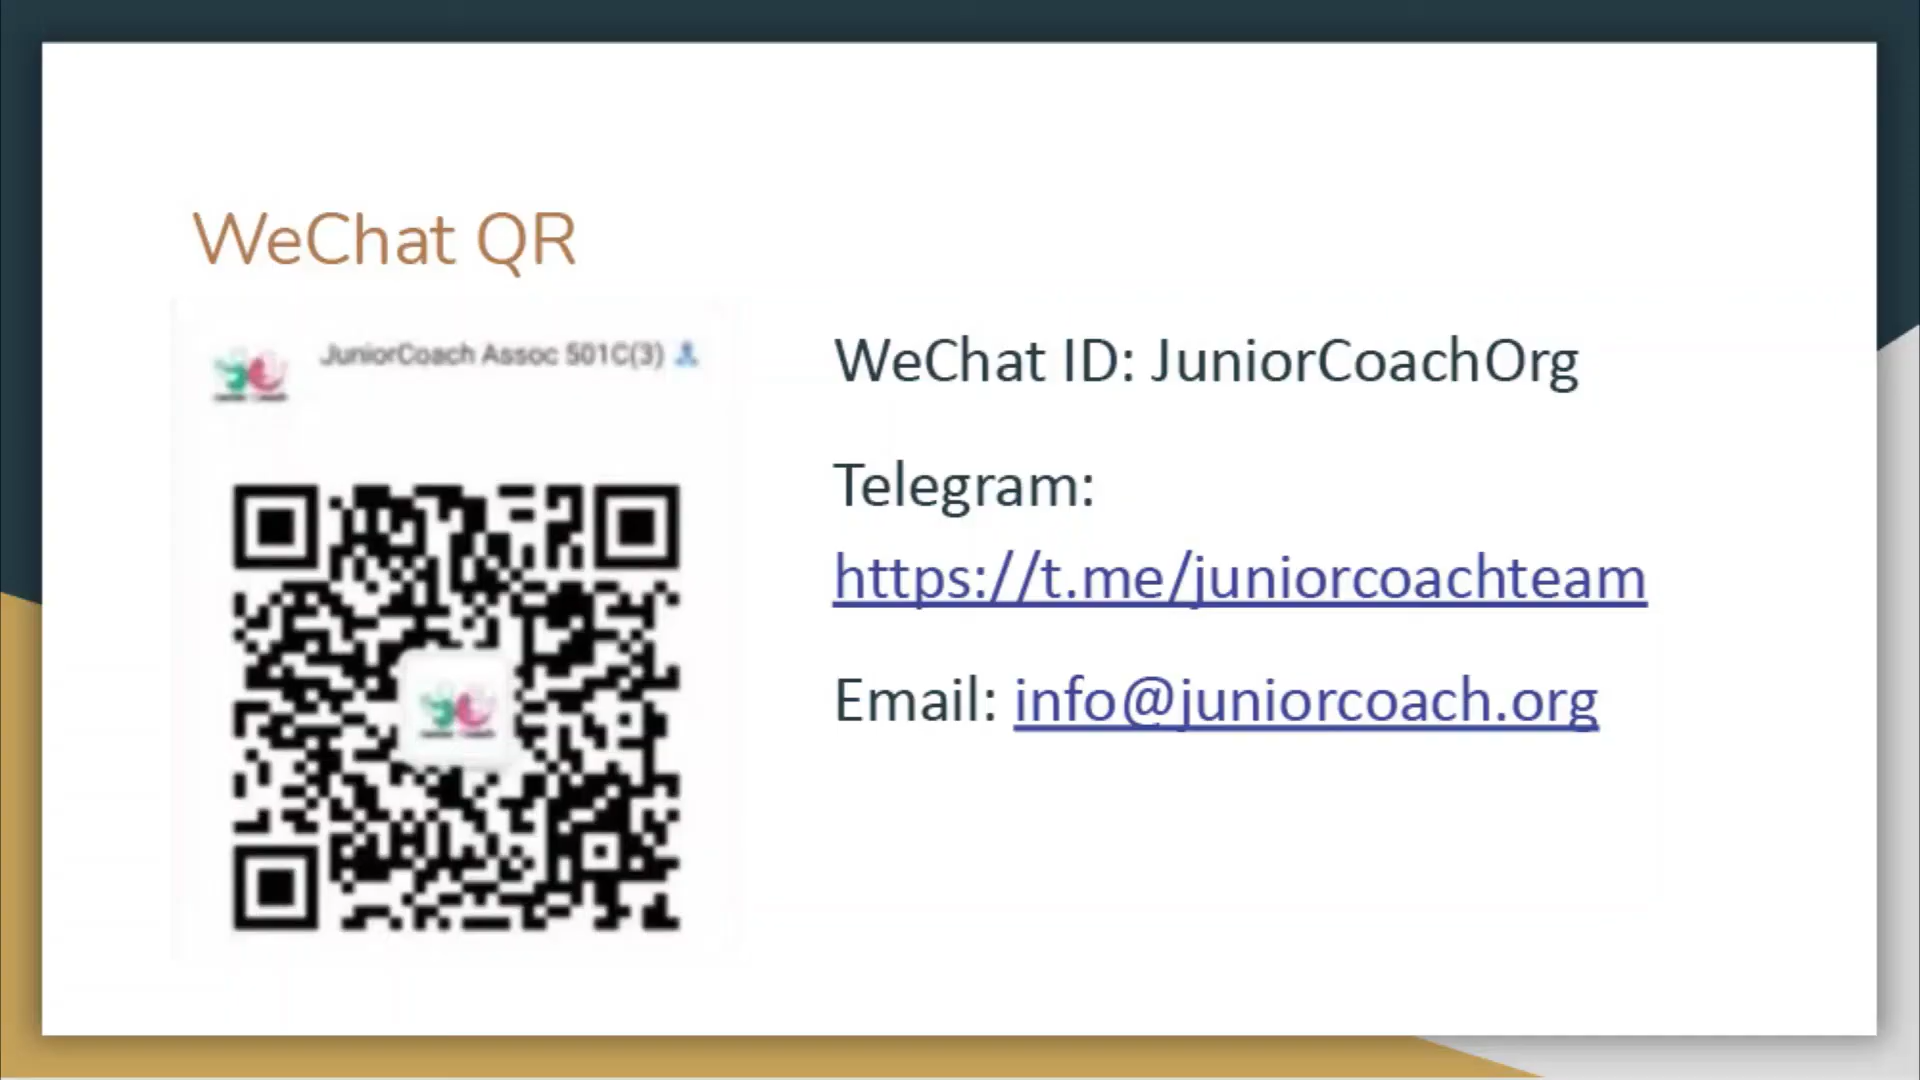 WeChat QR
JuniorCoach Assoc 501C(3)
WeChat ID: JuniorCoachOrg
Telegram:
https://t.me/juniorcoachteam
Email: info@juniorcoach.org